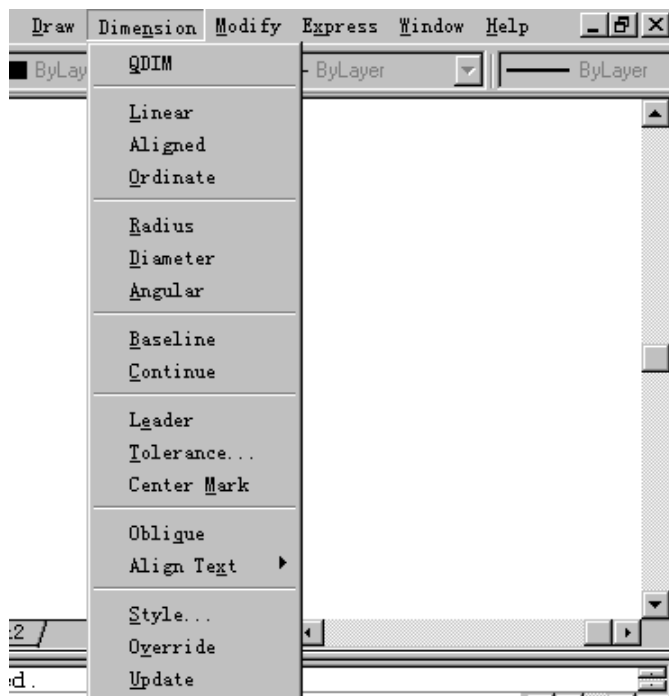 Draw Dimension Modify Express Window Help
ByLay ByLayer ByLayer
QDIM
Linear
Aligned
Ordinate
Radius
Diameter
Angular
Baseline
Continue
Leader
Tolerance...
Center Mark
Oblique
Align Text
Style...
Override
Update